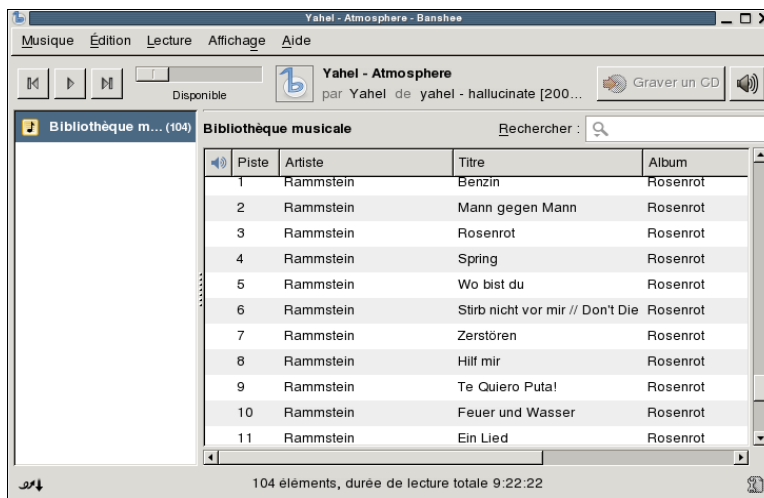 Yahel - Atmosphere - Banshee
Musique Édition Lecture Affichage Aide
Yahel - Atmosphere
par Yahel de yahel - hallucinate [200...
Disponible
Graver un CD
Bibliothèque m... (104)
Bibliothèque musicale Rechercher :
Piste Artiste Titre Album
1 Rammstein Benzin Rosenrot
2 Rammstein Mann gegen Mann Rosenrot
3 Rammstein Rosenrot Rosenrot
4 Rammstein Spring Rosenrot
5 Rammstein Wo bist du Rosenrot
6 Rammstein Stirb nicht vor mir // Don't Die Rosenrot
7 Rammstein Zerstören Rosenrot
8 Rammstein Hilf mir Rosenrot
9 Rammstein Te Quiero Puta! Rosenrot
10 Rammstein Feuer und Wasser Rosenrot
11 Rammstein Ein Lied Rosenrot
104 éléments, durée de lecture totale 9:22:22